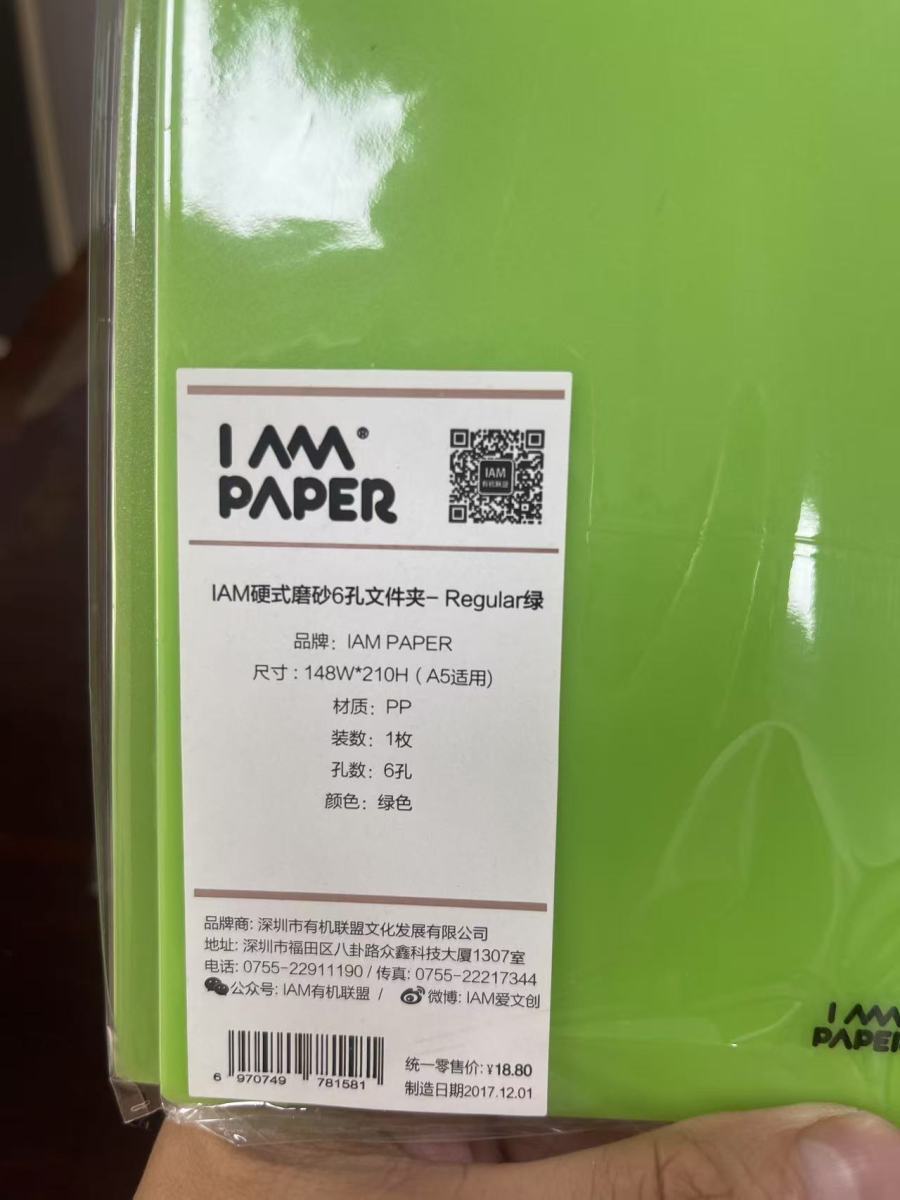 I AM®
PAPER
IAM
有机联盟
IAM硬式磨砂6孔文件夹- Regular绿
品牌: IAM PAPER
尺寸 : 148W*210H ( A5适用)
材质: PP
装数: 1枚
孔数: 6孔
颜色: 绿色
品牌商: 深圳市有机联盟文化发展有限公司
地址: 深圳市福田区八卦路众鑫科技大厦1307室
电话: 0755-22911190 / 传真: 0755-22217344
公众号: IAM有机联盟 / 微博: IAM爱文创
6 970749 781581
统一零售价: ¥18.80
制造日期2017.12.01
I AM
PAPER